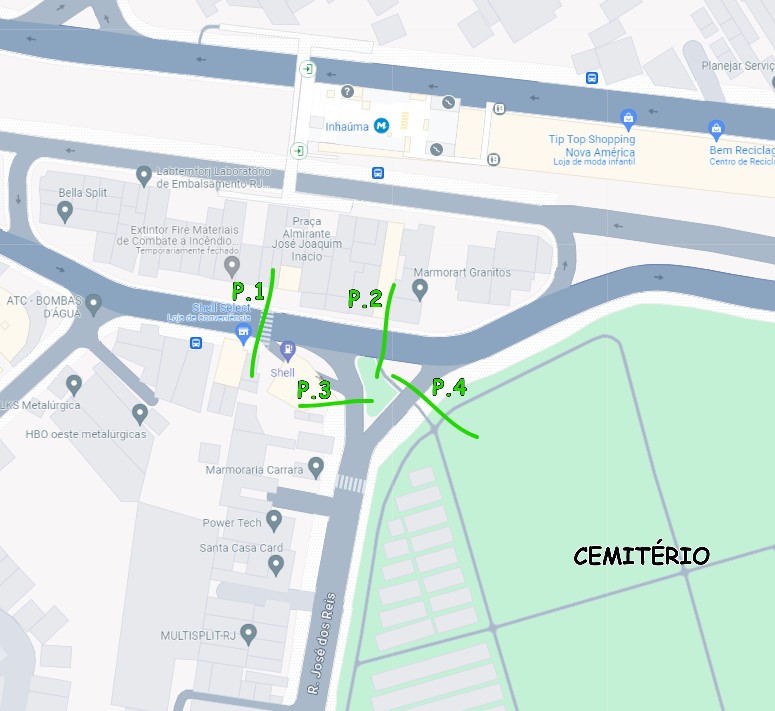 Planejar Serviç
Inhaúma
Tip Top Shopping
Nova América
Loja de moda infantil
Bem Reciclag
Centro de Recicla
Labtemforj Laboratório
de Embalsamento RJ...
Bella Split
Extintor Fire Materiais
de Combate a Incêndio...
Temporariamente fechado
Praça
Almirante
José Joaquim
Inácio
Marmorart Granitos
P.1
P.2
ATC - BOMBAS
D'ÁGUA
Shell Select
Loja de Conveniência
Shell
P.3
P.4
LKS Metalúrgica
HBO oeste metalúrgicas
Marmoraria Carrara
Power Tech
Santa Casa Card
CEMITÉRIO
MULTISPLIT-RJ
R. José dos Reis